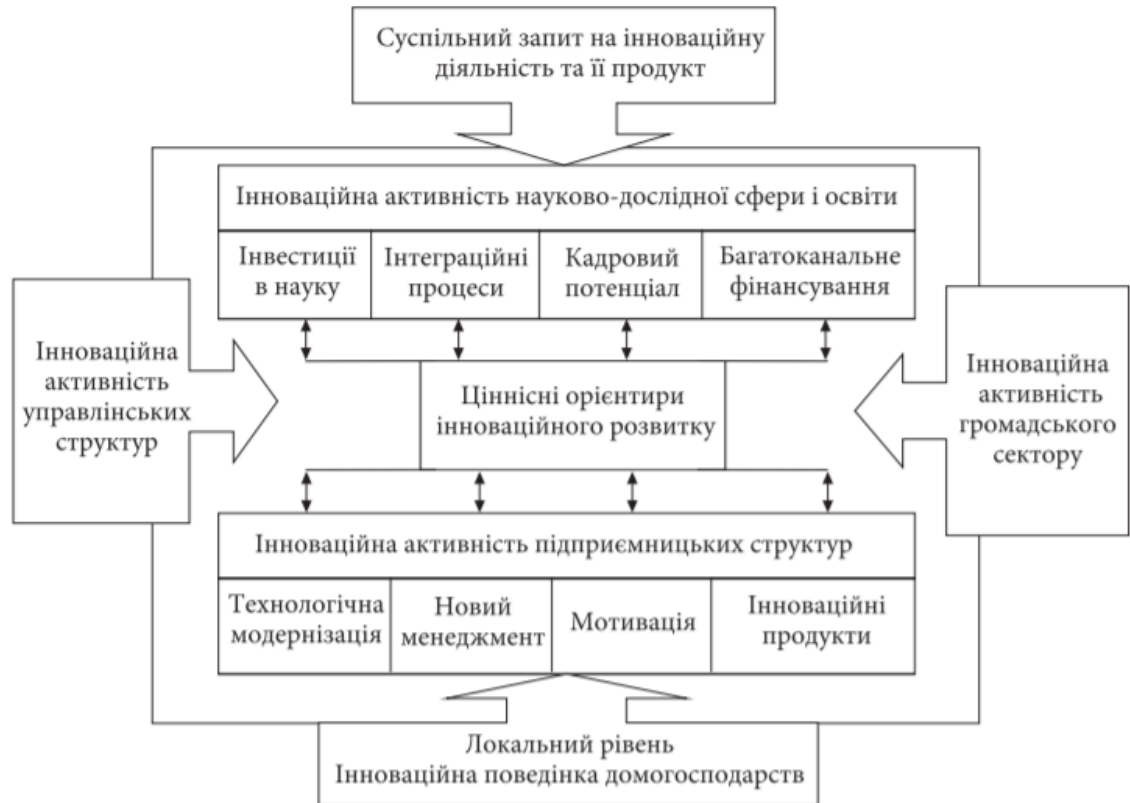 Суспільний запит на інноваційну
діяльність та її продукт
Інноваційна активність науково-дослідної сфери і освіти
Інвестиції
в науку
Інтеграційні
процеси
Кадровий
потенціал
Багатоканальне
фінансування
Інноваційна
активність
управлінських
структур
Ціннісні орієнтири
інноваційного розвитку
Інноваційна
активність
громадського
сектору
Інноваційна активність підприємницьких структур
Технологічна
модернізація
Новий
менеджмент
Мотивація
Інноваційні
продукти
Локальний рівень
Інноваційна поведінка домогосподарств